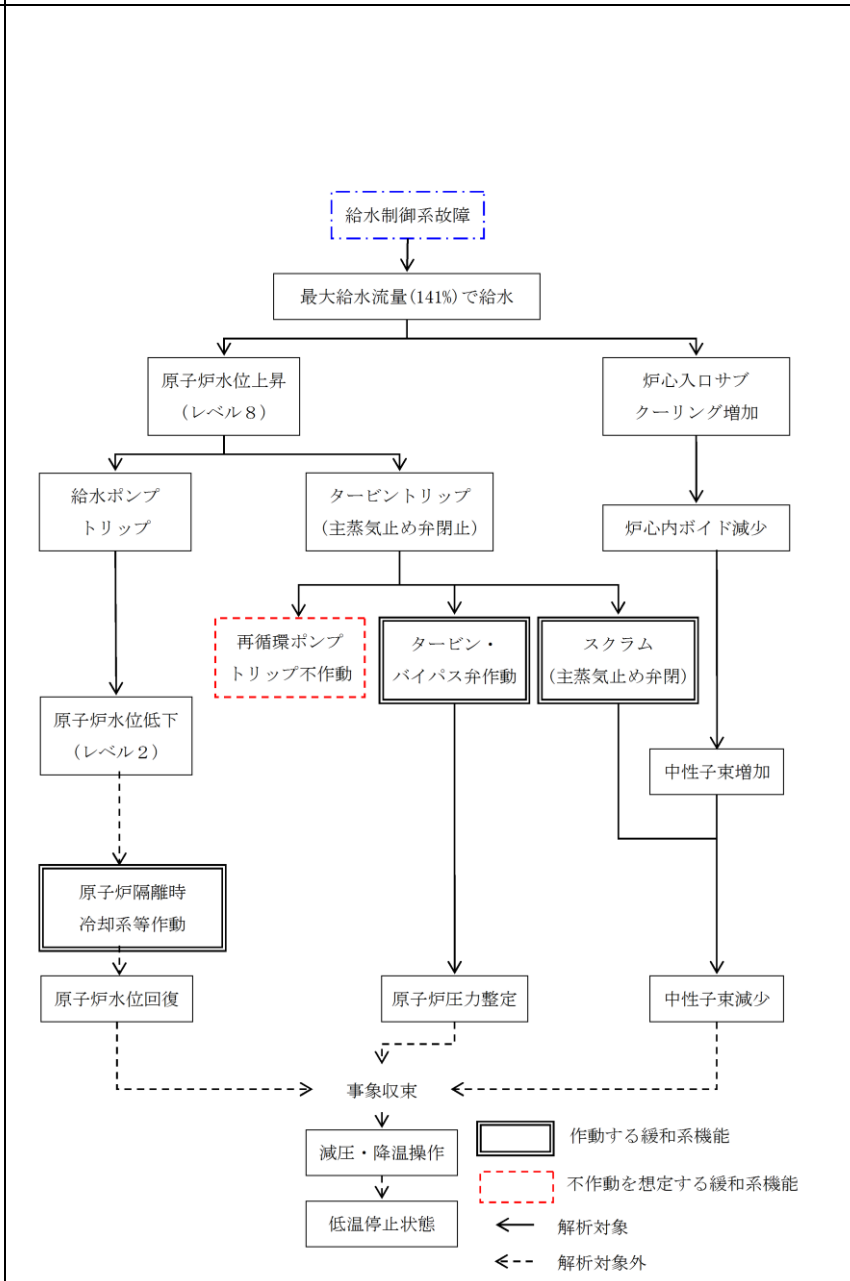 給水制御系故障
最大給水流量(141%)で給水
原子炉水位上昇
(レベル８)
炉心入口サブ
クーリング増加
給水ポンプ
トリップ
タービントリップ
(主蒸気止め弁閉止)
炉心内ボイド減少
再循環ポンプ
トリップ不作動
タービン・
バイパス弁作動
スクラム
(主蒸気止め弁閉)
原子炉水位低下
(レベル２)
中性子束増加
原子炉隔離時
冷却系等作動
原子炉水位回復
原子炉圧力整定
中性子束減少
事象収束
減圧・降温操作
低温停止状態
作動する緩和系機能
不作動を想定する緩和系機能
解析対象
解析対象外